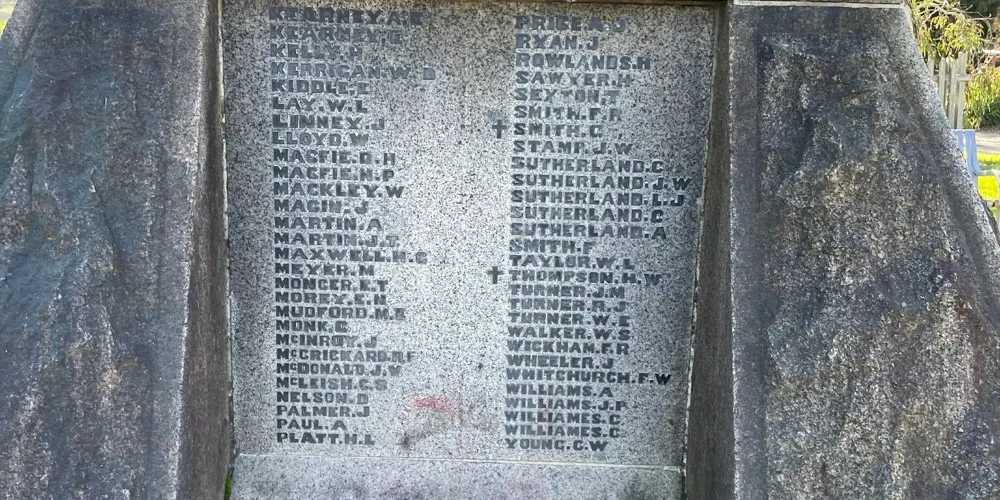 KEARNEY.A.E
KEARNEY.G
KELLY.H
KERRIGAN.W.D
KIDDLE.E
LAY.W.L
LUNNEY.J
LLOYD.W
MACFIE.D.H
MACFIE.N.P
MACKLEY.W
MAGIN.J
MARTIN.A
MARTIN.J.T
MAXWELL.H.G
MEYER.M
MONGER.L.T
MOREY.E.H
MUDFORD.M.E
MONK.G
McINROY.J
McCRICKARD.R.F
McDONALD.J.V
McLEISH.C.S
NELSON.D
PALMER.J
PAUL.A
PLATT.H.L
PRICE.A.J
RYAN.J
ROWLANDS.H
SAWYER.H
SEXTON.T
SMITH.F.R
SMITH.C
STAMP.J.W
SUTHERLAND.C
SUTHERLAND.J.W
SUTHERLAND.L.J
SUTHERLAND.C
SUTHERLAND.A
SMITH.F
TAYLOR.W.L
THOMPSON.H.W
TURNER.J.M
TURNER.R.J
TURNER.W.E
WALKER.W.S
WICKHAM.F.R
WHEELER.J
WHITCHURCH.F.W
WILLIAMS.A
WILLIAMS.J.F
WILLIAMES.C
WILLIAMES.C
YOUNG.C.W